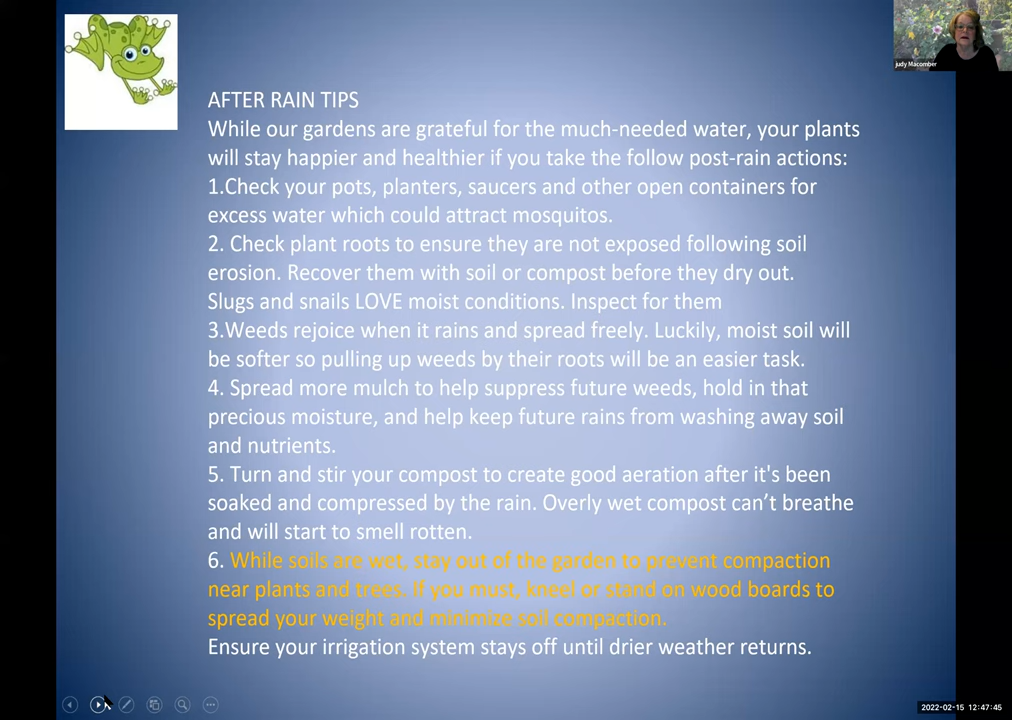 judy Macomber
AFTER RAIN TIPS
While our gardens are grateful for the much-needed water, your plants
will stay happier and healthier if you take the follow post-rain actions:
1.Check your pots, planters, saucers and other open containers for
excess water which could attract mosquitos.
2. Check plant roots to ensure they are not exposed following soil
erosion. Recover them with soil or compost before they dry out.
Slugs and snails LOVE moist conditions. Inspect for them
3.Weeds rejoice when it rains and spread freely. Luckily, moist soil will
be softer so pulling up weeds by their roots will be an easier task.
4. Spread more mulch to help suppress future weeds, hold in that
precious moisture, and help keep future rains from washing away soil
and nutrients.
5. Turn and stir your compost to create good aeration after it's been
soaked and compressed by the rain. Overly wet compost can’t breathe
and will start to smell rotten.
6. While soils are wet, stay out of the garden to prevent compaction
near plants and trees. If you must, kneel or stand on wood boards to
spread your weight and minimize soil compaction.
Ensure your irrigation system stays off until drier weather returns.
2022-02-15 12:47:45